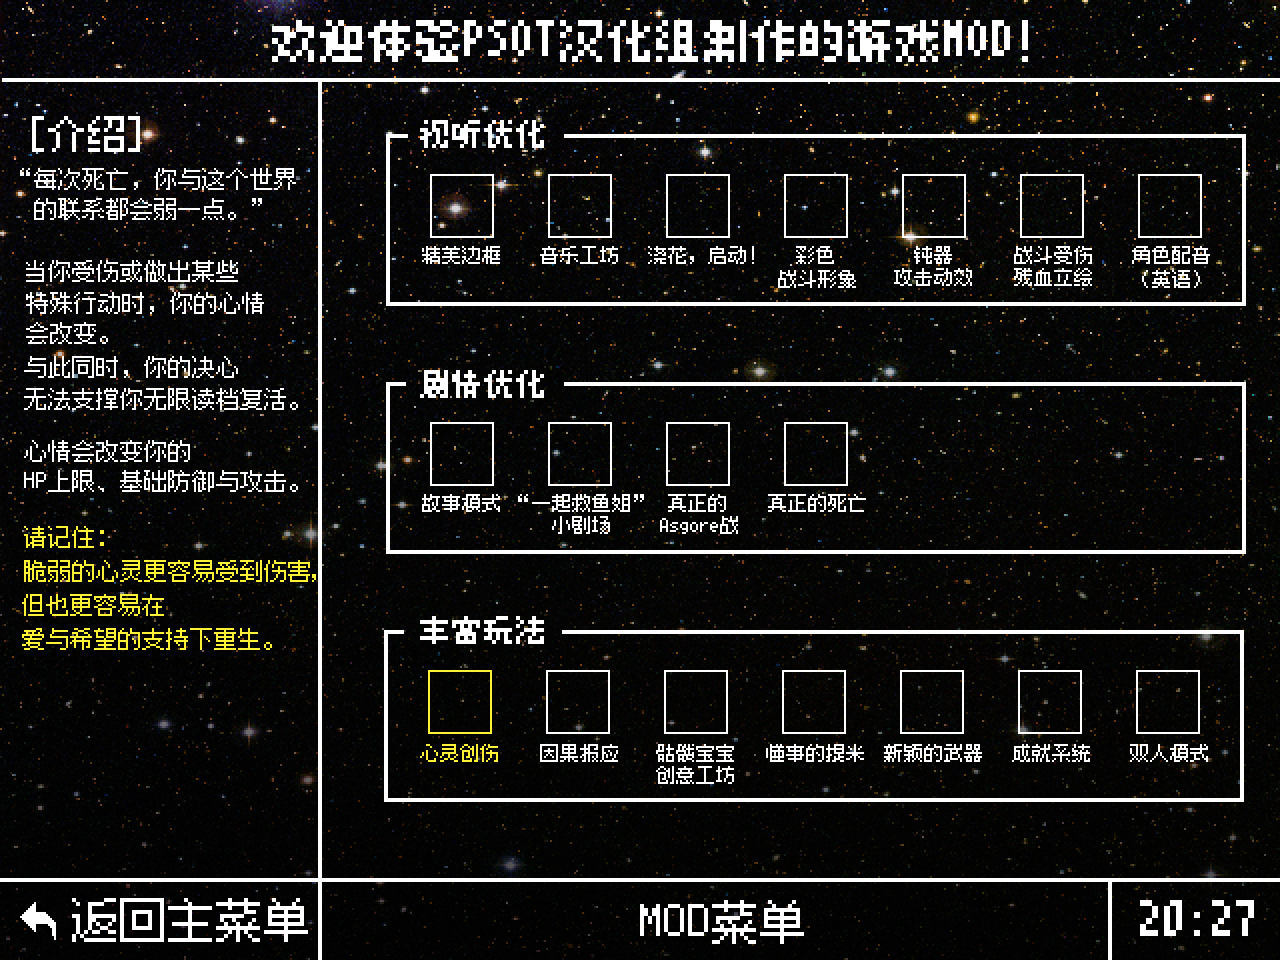 欢迎体验PSOT汉化组制作的游戏MOD!
[介绍]
“每次死亡，你与这个世界
的联系都会弱一点。”
当你受伤或做出某些
特殊行动时，你的心情
会改变。
与此同时，你的决心
无法支撑你无限读档复活。
心情会改变你的
HP上限、基础防御与攻击。
请记住：
脆弱的心灵更容易受到伤害，
但也更容易在
爱与希望的支持下重生。
视听优化
精美边框
音乐工坊
浇花，启动！
彩色
战斗形象
钝器
攻击动效
战斗受伤
残血立绘
角色配音
（英语）
剧情优化
故事模式
“一起救鱼姐”
小剧场
真正的
Asgore战
真正的死亡
丰富玩法
心灵创伤
因果报应
骷髅宝宝
创意工坊
懂事的提米
新颖的武器
成就系统
双人模式
返回主菜单
MOD菜单
20:27